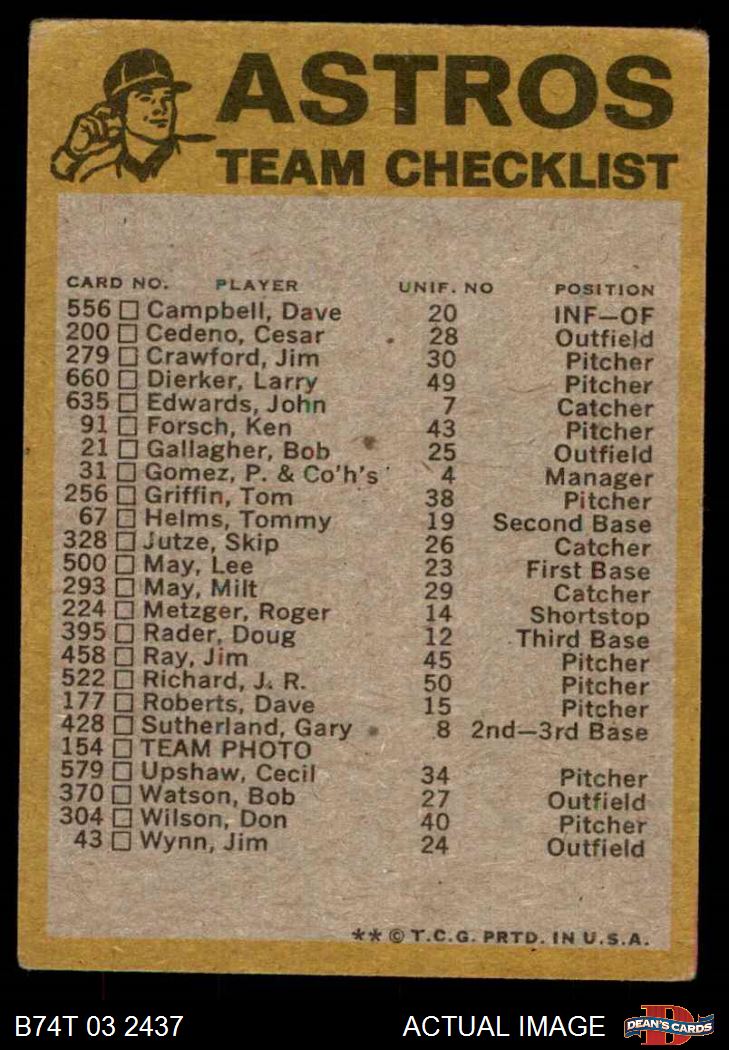 ASTROS
TEAM CHECKLIST
CARD NO. PLAYER UNIF. NO POSITION
556 Campbell, Dave 20 INF-OF
200 Cedeno, Cesar 28 Outfield
279 Crawford, Jim 30 Pitcher
660 Dierker, Larry 49 Pitcher
635 Edwards, John 7 Catcher
91 Forsch, Ken 43 Pitcher
21 Gallagher, Bob 25 Outfield
31 Gomez, P. & Co'h's 4 Manager
256 Griffin, Tom 38 Pitcher
67 Helms, Tommy 19 Second Base
328 Jutze, Skip 26 Catcher
500 May, Lee 23 First Base
293 May, Milt 29 Catcher
224 Metzger, Roger 14 Shortstop
395 Rader, Doug 12 Third Base
458 Ray, Jim 45 Pitcher
522 Richard, J. R. 50 Pitcher
177 Roberts, Dave 15 Pitcher
428 Sutherland, Gary 8 2nd-3rd Base
154 TEAM PHOTO
579 Upshaw, Cecil 34 Pitcher
370 Watson, Bob 27 Outfield
304 Wilson, Don 40 Pitcher
43 Wynn, Jim 24 Outfield
** © T.C.G. PRTD. IN U.S.A.
B74T 03 2437 ACTUAL IMAGE D DEAN'S CARDS